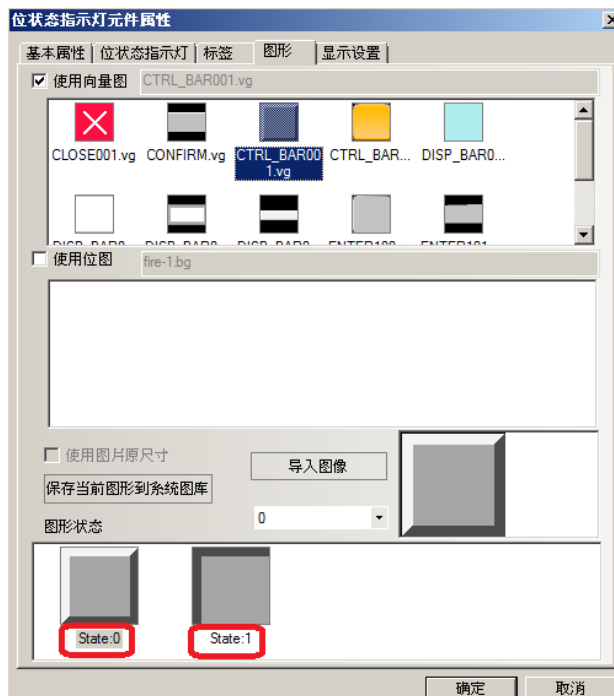 位状态指示灯元件属性
基本属性 位状态指示灯 标签 图形 显示设置
使用向量图 CTRL_BAR001.vg
CLOSE001.vg CONFIRM.vg CTRL_BAR00 CTRL_BAR... DISP_BAR0...
1.vg
使用位图 fire-1.bg
使用图片原尺寸
导入图像
保存当前图形到系统图库
0
图形状态
State:0 State:1
确定 取消